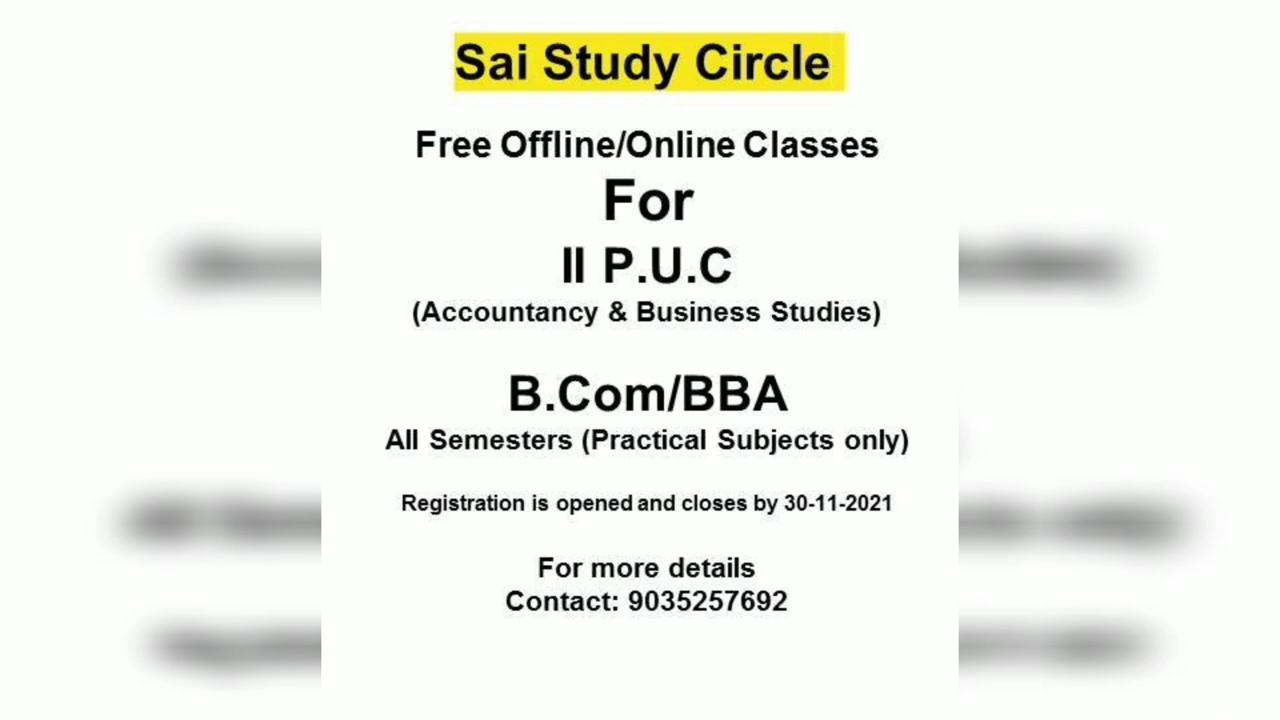 Sai Study Circle
Free Offline/Online Classes
For
II P.U.C
(Accountancy & Business Studies)
B.Com/BBA
All Semesters (Practical Subjects only)
Registration is opened and closes by 30-11-2021
For more details
Contact: 9035257692